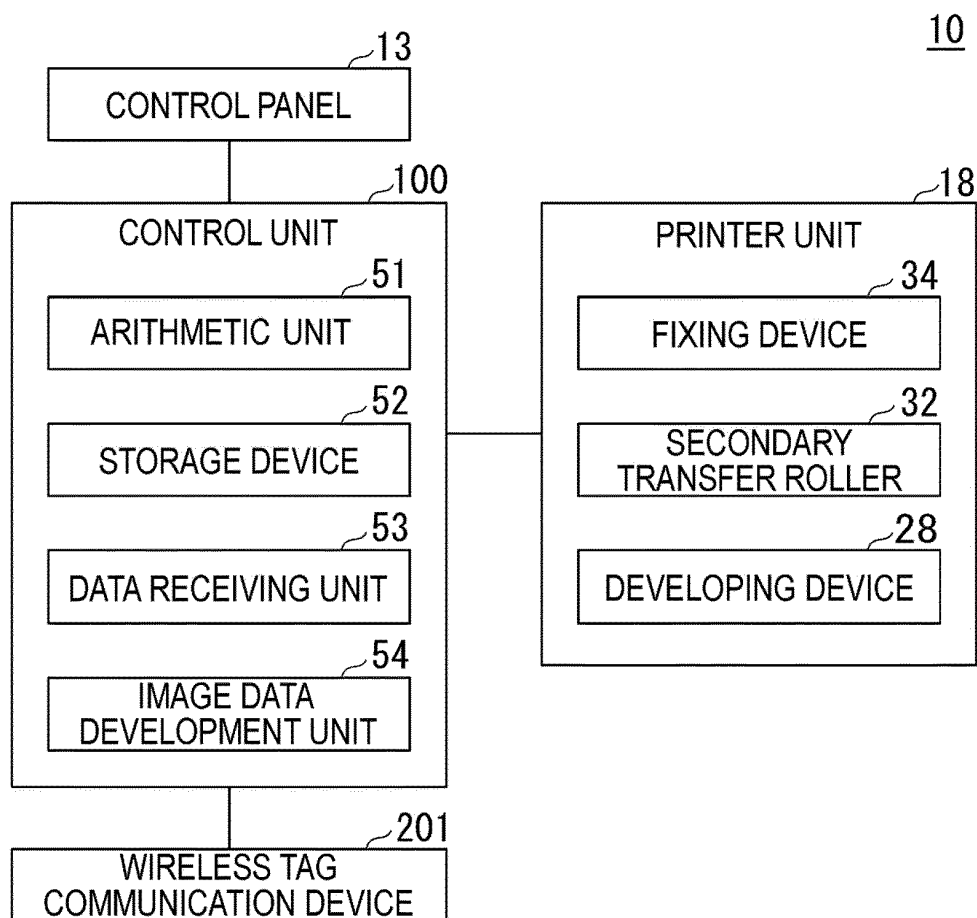 10
13
CONTROL PANEL
100
CONTROL UNIT
51
ARITHMETIC UNIT
52
STORAGE DEVICE
53
DATA RECEIVING UNIT
54
IMAGE DATA
DEVELOPMENT UNIT
18
PRINTER UNIT
34
FIXING DEVICE
32
SECONDARY
TRANSFER ROLLER
28
DEVELOPING DEVICE
201
WIRELESS TAG
COMMUNICATION DEVICE